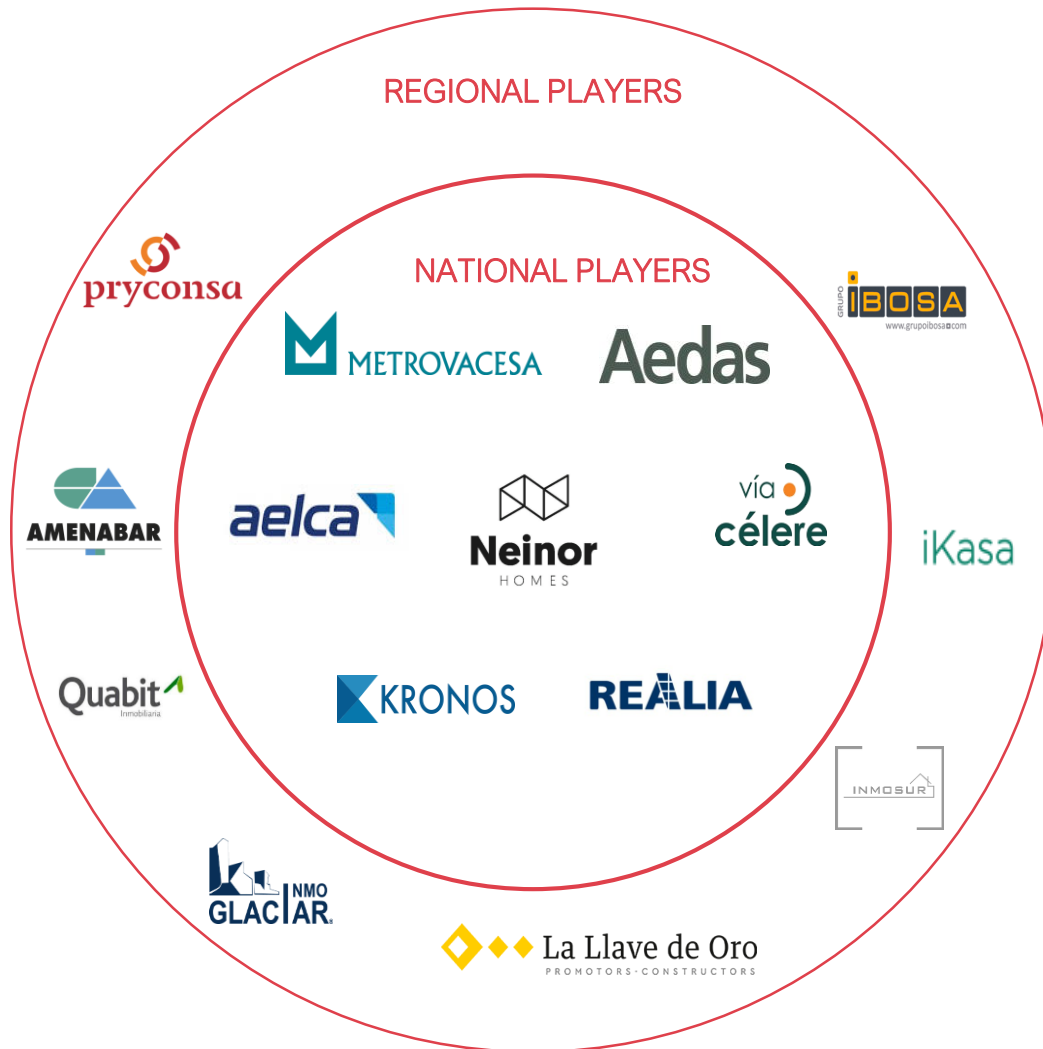 REGIONAL PLAYERS
NATIONAL PLAYERS
pryconsa
GRUPO
iBOSA
www.grupoibosa.com
METROVACESA
Aedas
AMENABAR
aelca
Neinor
HOMES
vía
célere
iKasa
Quabit
Inmobiliaria
KRONOS
REALIA
INMOSUR
INMO
GLACIAR
La Llave de Oro
PROMOTORS-CONSTRUCTORS